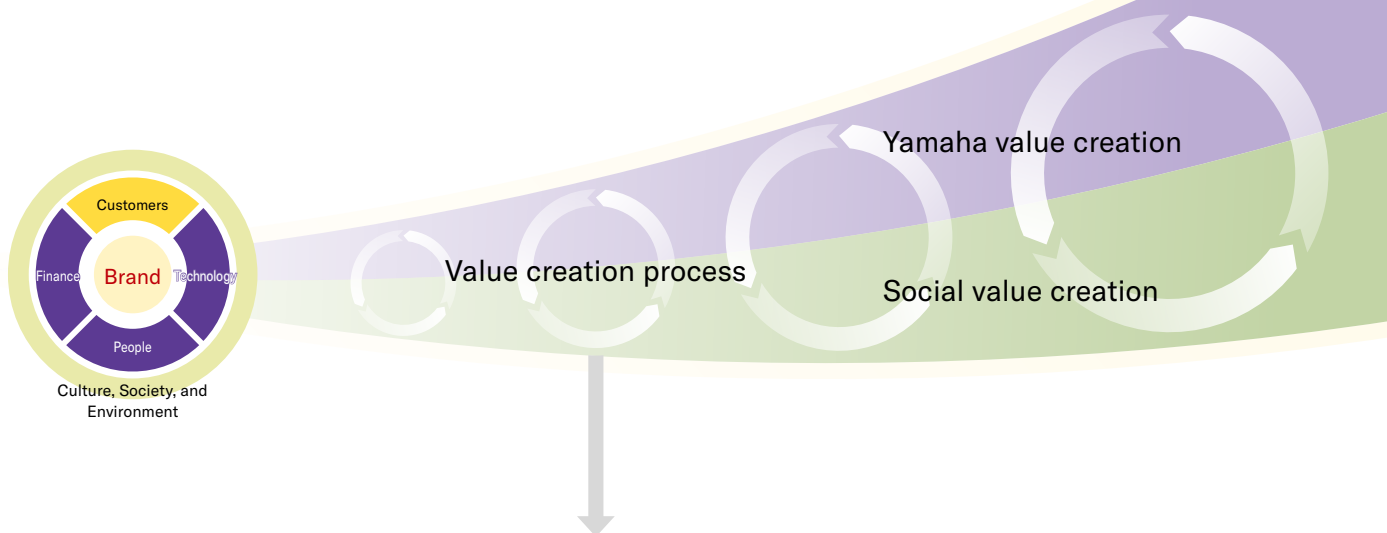 Customers
Finance
Brand
Technology
People
Culture, Society, and
Environment
Value creation process
Yamaha value creation
Social value creation